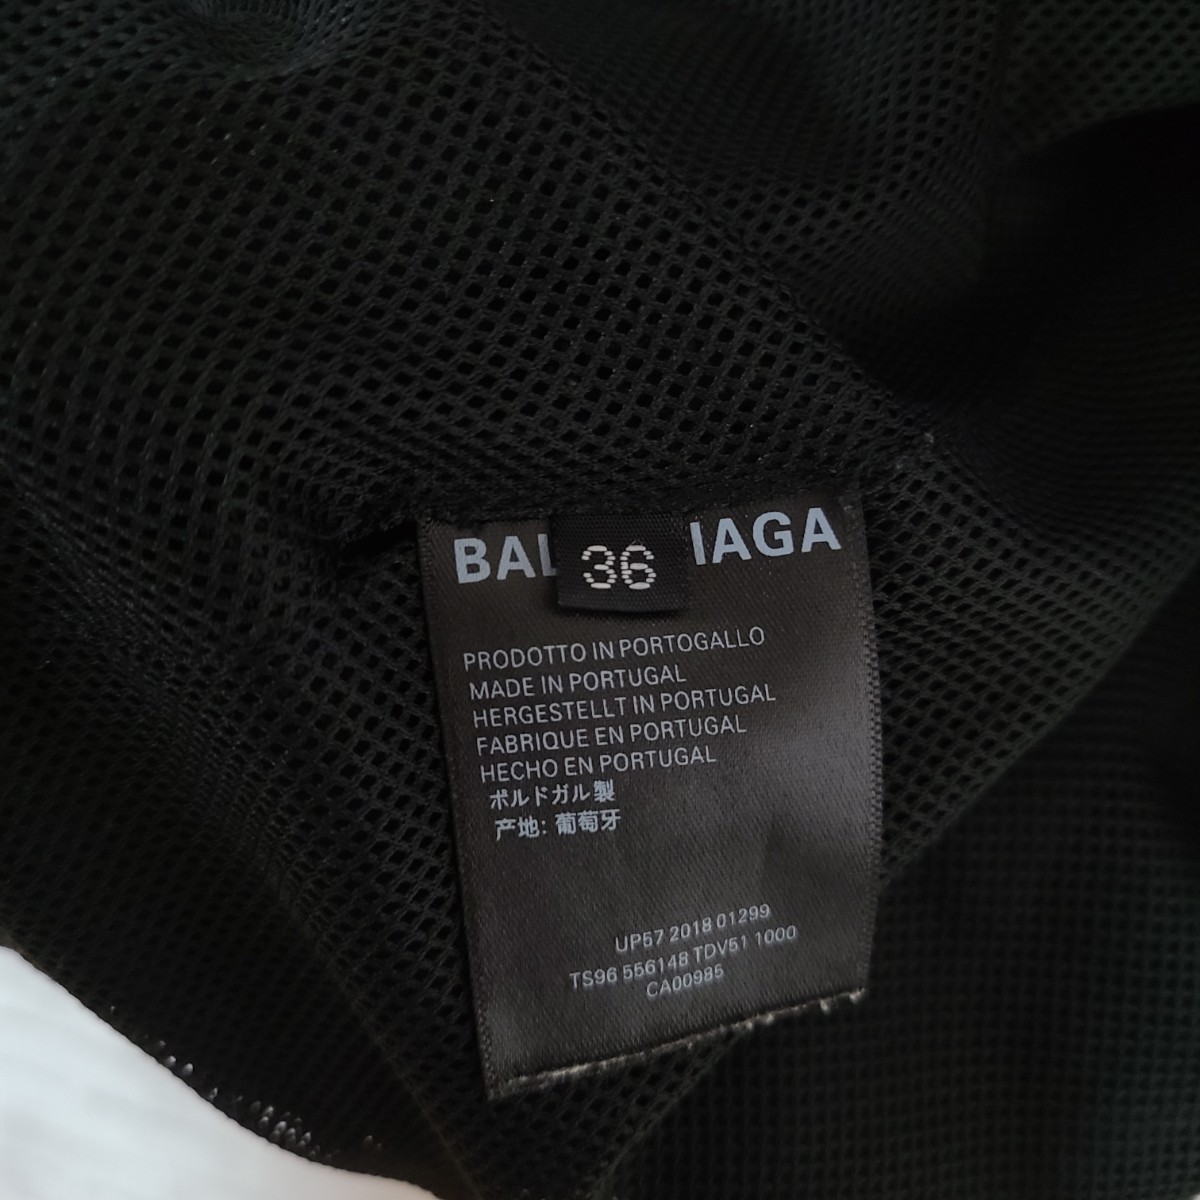 BAL 36 IAGA
PRODOTTO IN PORTOGALLO
MADE IN PORTUGAL
HERGESTELLT IN PORTUGAL
FABRIQUE EN PORTUGAL
HECHO EN PORTUGAL
ポルドガル製
产地: 葡萄牙
UP57 2018 01299
TS96 556148 TDV51 1000
CA00985